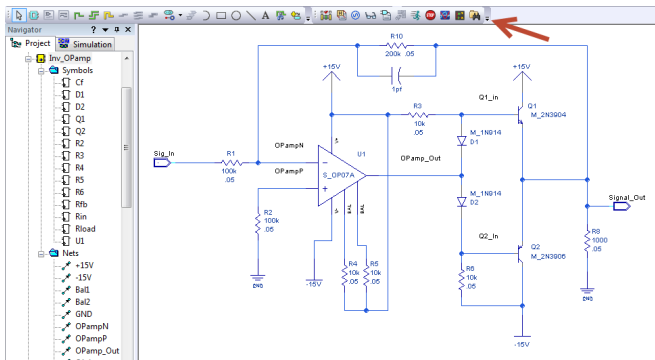 Navigator
Project
Simulation
Inv_OPamp
Symbols
Cf
D1
D2
Q1
Q2
R2
R3
R4
R5
R6
Rfb
Rin
Rload
U1
Nets
+15V
-15V
Bal1
Bal2
GND
OPampN
OPampP
OPamp_Out
R10
200k .05
1pf
+15V
+15V
Q1_in
Q1
M_2N3904
R3
10k
.05
M_1N914
D1
Sig_In
R1
100k
.05
OPampN
OPampP
U1
S_OP07A
V+
V-
BAL
BAL
OPamp_Out
M_1N914
D2
Signal_Out
R2
100k
.05
GND
-15V
R4
10k
.05
R5
10k
.05
Q2_in
Q2
M_2N3906
R6
10k
.05
R8
1000
.05
GND
-15V